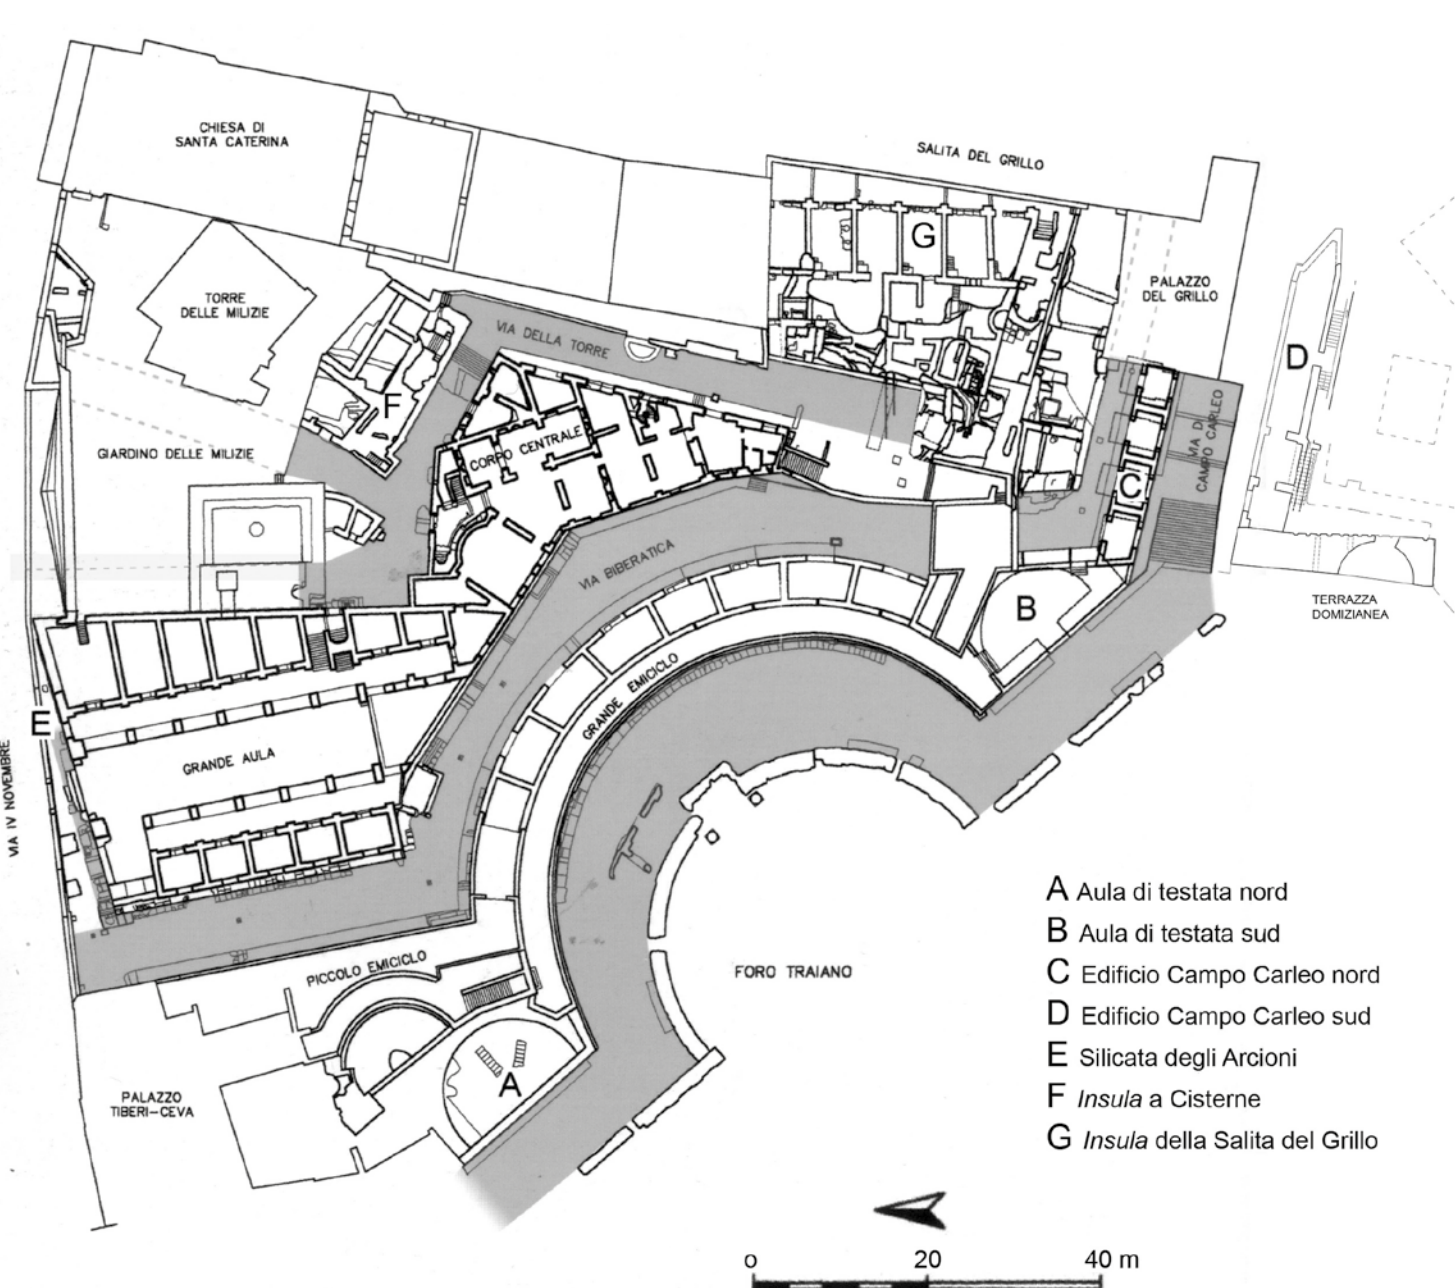 CHIESA DI
SANTA CATERINA
SALITA DEL GRILLO
G
TORRE
DELLE MILIZIE
VIA DELLA TORRE
PALAZZO
DEL GRILLO
D
F
CORPO CENTRALE
GIARDINO DELLE MILIZIE
VIA DI
CAMPO CARLEO
C
VIA BIBERATICA
B
TERRAZZA
DOMIZIANEA
GRANDE EMICICLO
E
GRANDE AULA
VIA IV NOVEMBRE
A Aula di testata nord
B Aula di testata sud
C Edificio Campo Carleo nord
D Edificio Campo Carleo sud
E Silicata degli Arcioni
F Insula a Cisterne
G Insula della Salita del Grillo
PICCOLO EMICICLO
FORO TRAIANO
A
PALAZZO
TIBERI-CEVA
o 20 40 m